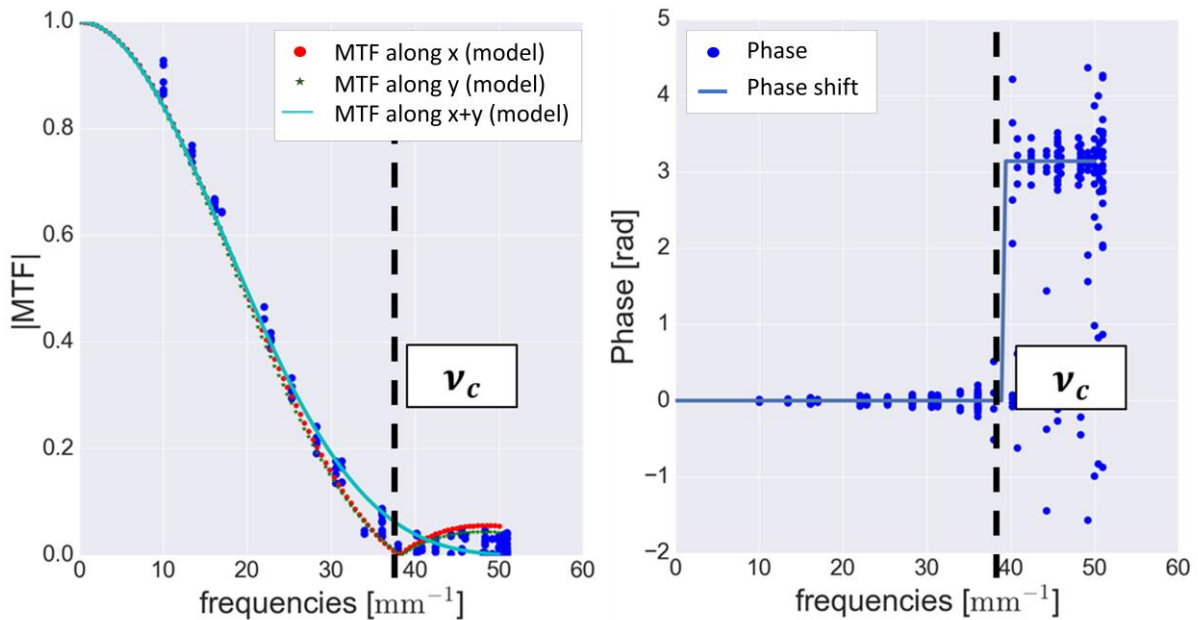 1.0
0.8
0.6
0.4
0.2
0.0
|MTF|
MTF along x (model)
MTF along y (model)
MTF along x+y (model)
ν_c
0 10 20 30 40 50 60
frequencies [mm⁻¹]
5
4
3
2
1
0
−1
−2
Phase [rad]
Phase
Phase shift
ν_c
0 10 20 30 40 50 60
frequencies [mm⁻¹]